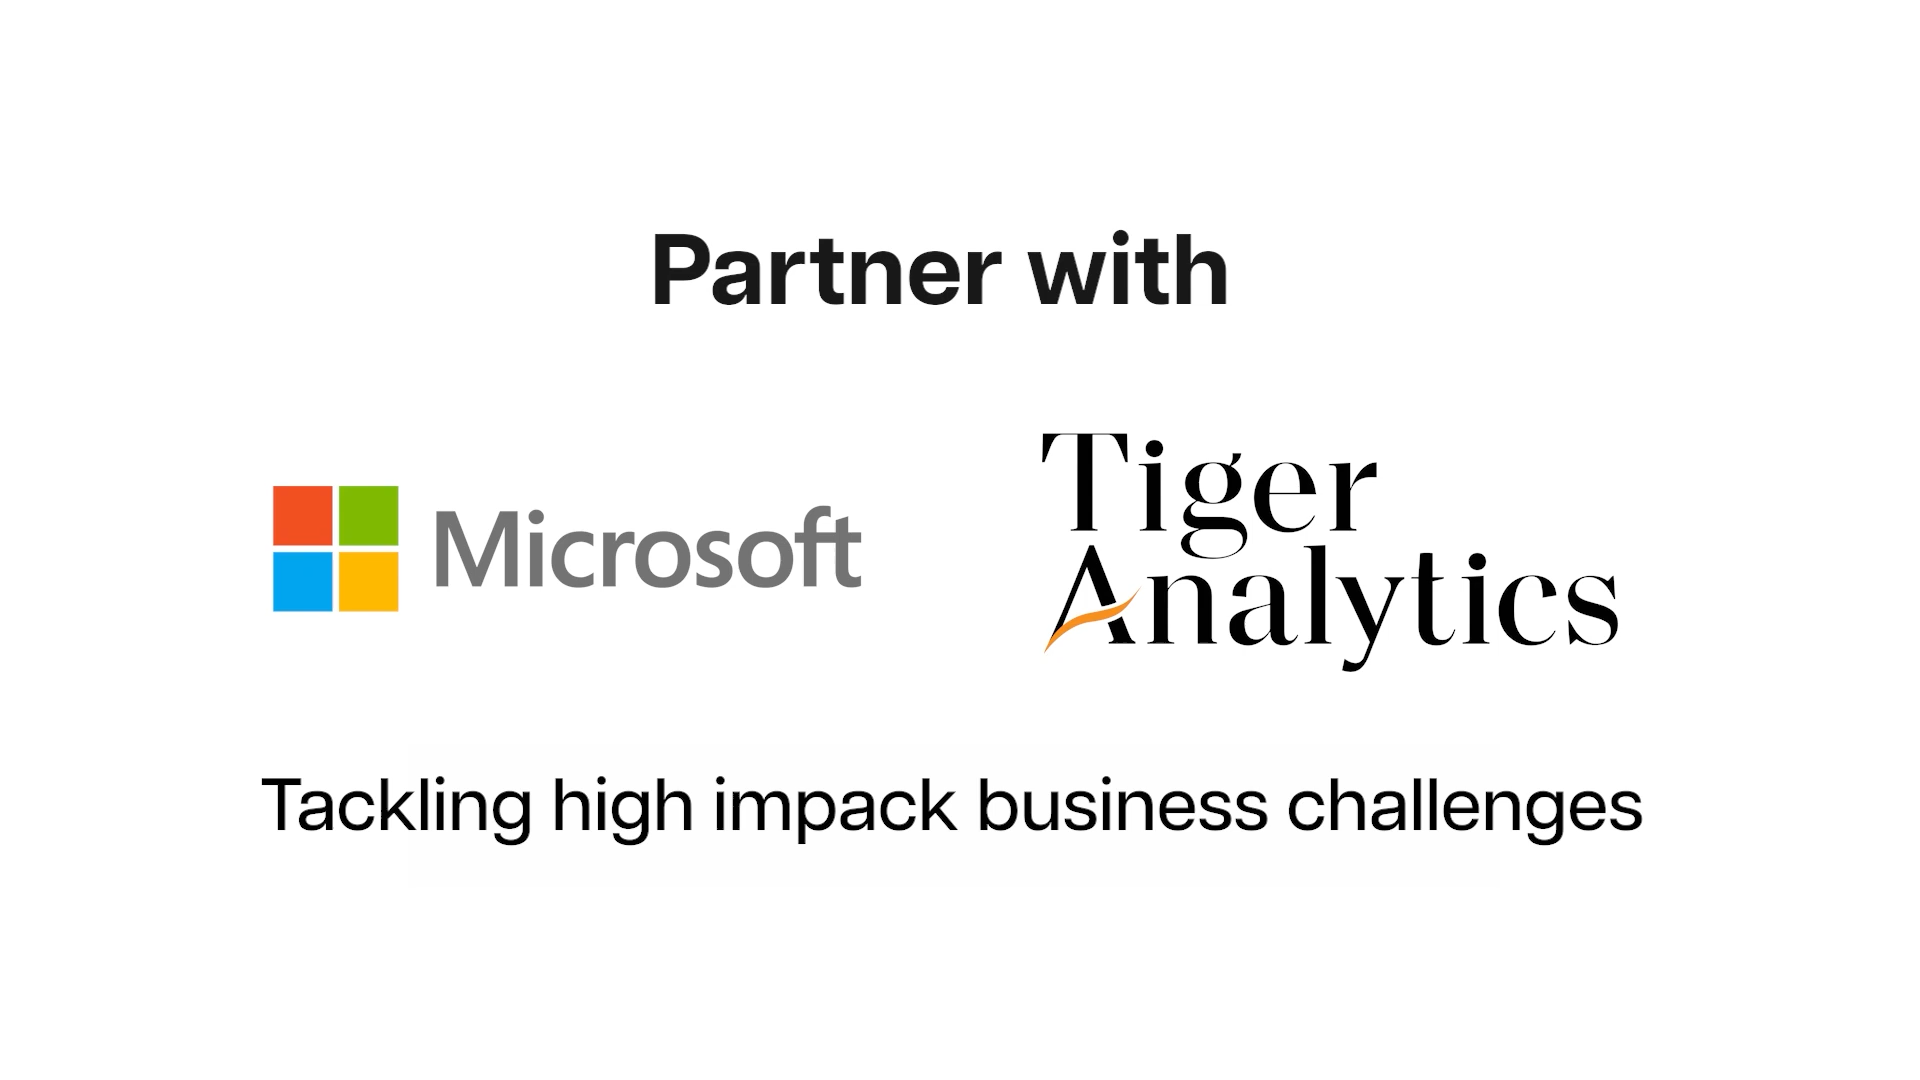 Partner with
Microsoft
Tiger
Analytics
Tackling high impack business challenges